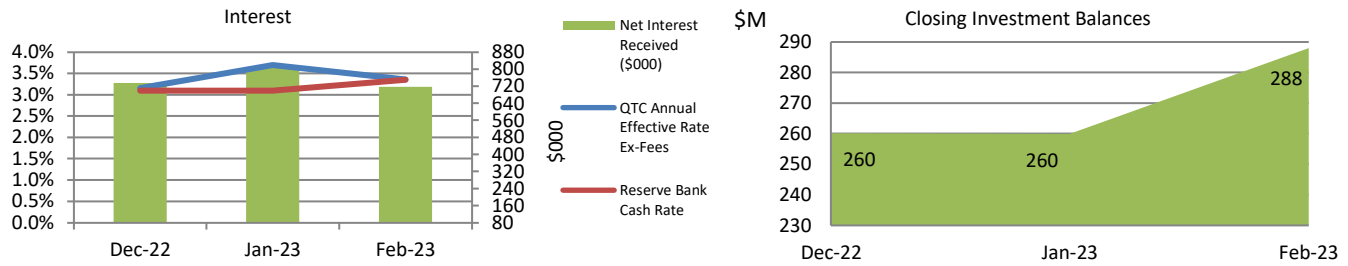 Interest
4.0%
3.5%
3.0%
2.5%
2.0%
1.5%
1.0%
0.5%
0.0%
880
800
720
640
560
480
400
320
240
160
80
$000
Dec-22 Jan-23 Feb-23
Net Interest
Received
($000)
QTC Annual
Effective Rate
Ex-Fees
Reserve Bank
Cash Rate
$M
Closing Investment Balances
290
280
270
260
250
240
230
260 260 288
Dec-22 Jan-23 Feb-23